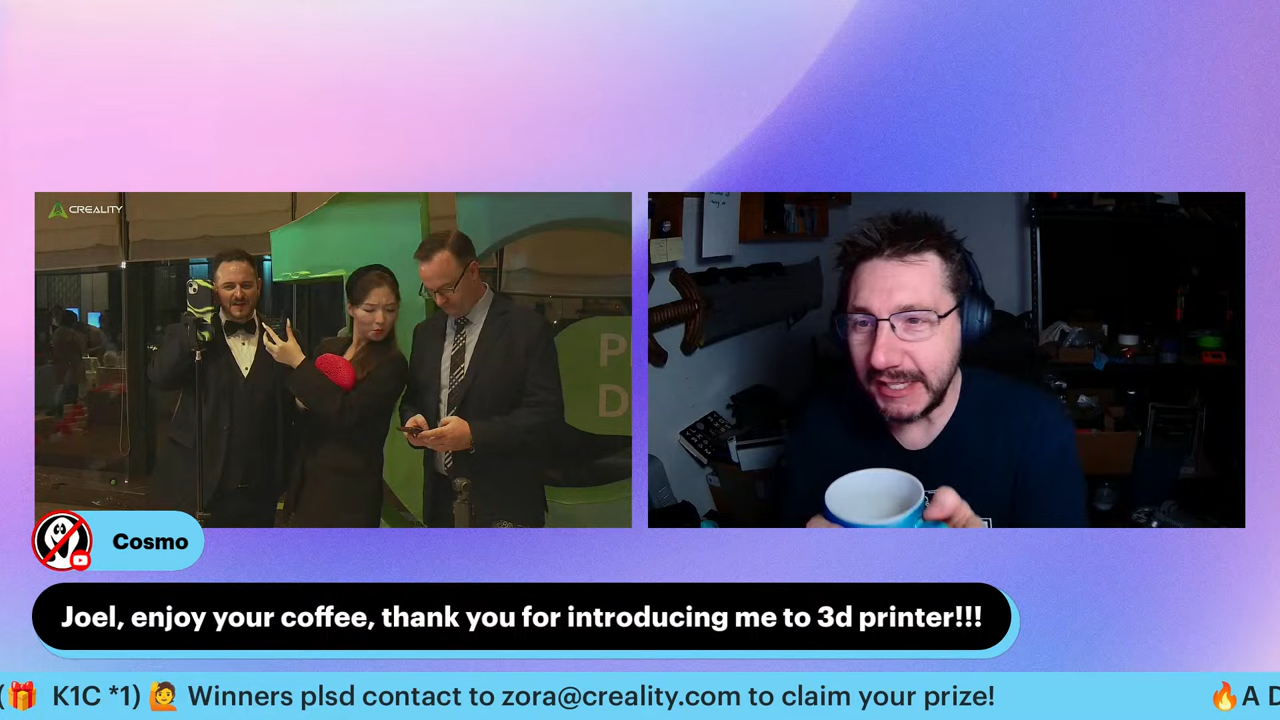 CREALITY
P
D
Cosmo
Joel, enjoy your coffee, thank you for introducing me to 3d printer!!!
(🎁 K1C *1) 🙋 Winners plsd contact to zora@creality.com to claim your prize!
🔥A D